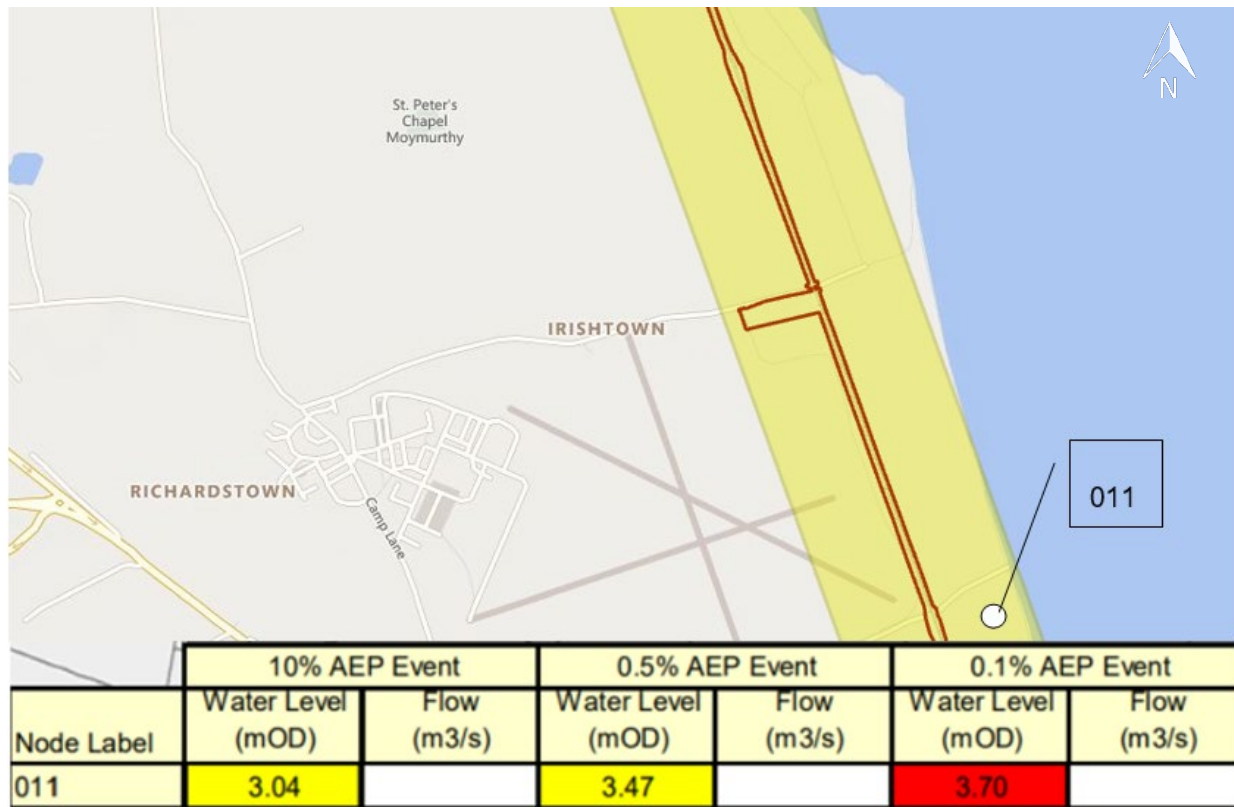 St. Peter's
Chapel
Moymurthy
N
IRISHTOWN
RICHARDSTOWN
Camp Lane
011
10% AEP Event 0.5% AEP Event 0.1% AEP Event
Node Label Water Level (mOD) Flow (m3/s) Water Level (mOD) Flow (m3/s) Water Level (mOD) Flow (m3/s)
011 3.04 3.47 3.70